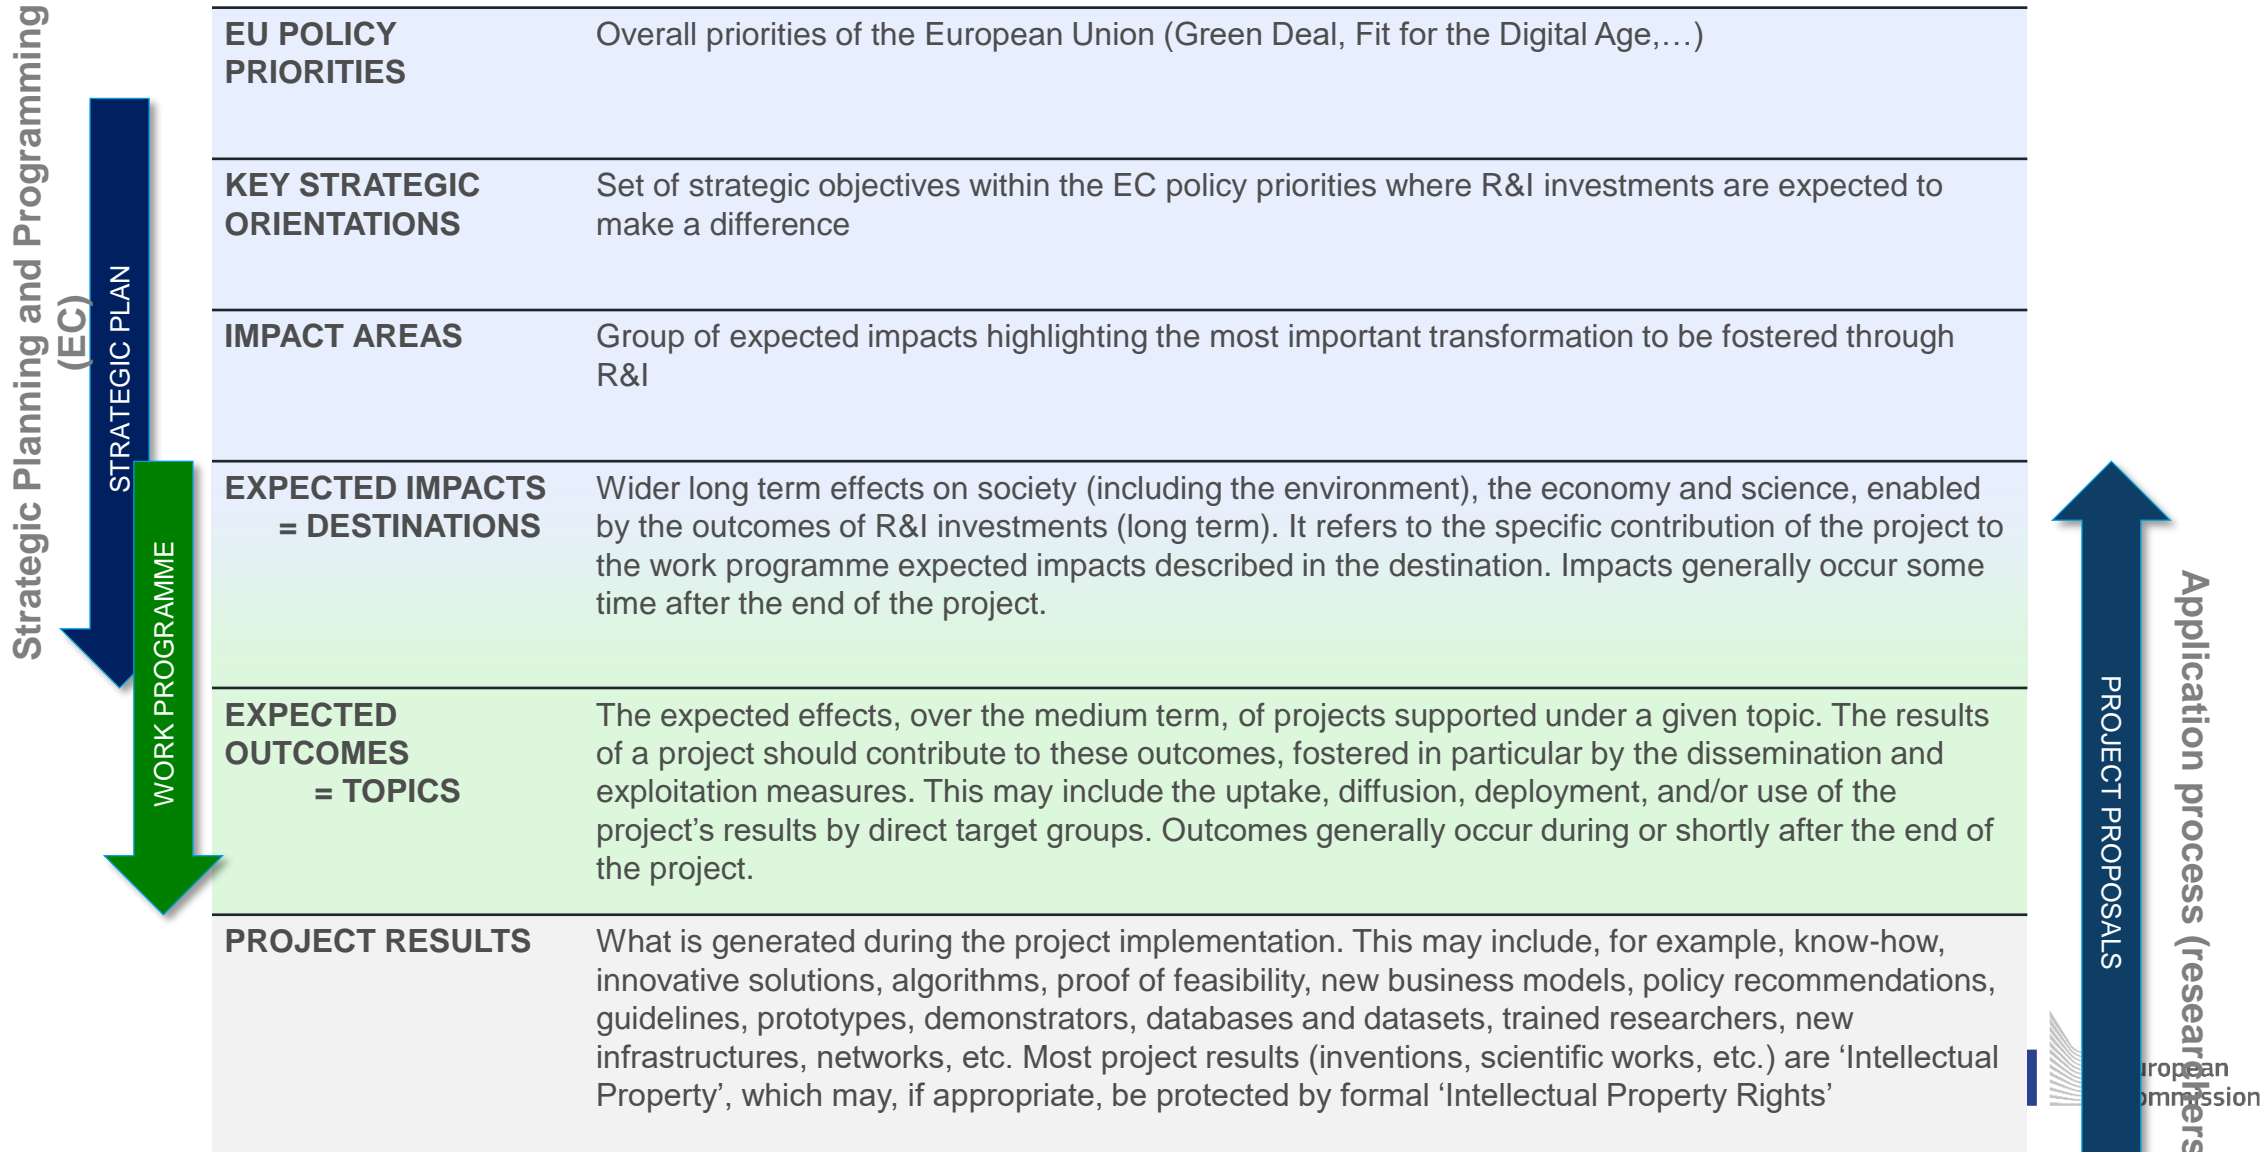 Strategic Planning and Programming
(EC)
STRATEGIC PLAN
WORK PROGRAMME
EU POLICY
PRIORITIES
Overall priorities of the European Union (Green Deal, Fit for the Digital Age,…)
KEY STRATEGIC
ORIENTATIONS
Set of strategic objectives within the EC policy priorities where R&I investments are expected to
make a difference
IMPACT AREAS
Group of expected impacts highlighting the most important transformation to be fostered through
R&I
EXPECTED IMPACTS
= DESTINATIONS
Wider long term effects on society (including the environment), the economy and science, enabled
by the outcomes of R&I investments (long term). It refers to the specific contribution of the project to
the work programme expected impacts described in the destination. Impacts generally occur some
time after the end of the project.
EXPECTED
OUTCOMES
= TOPICS
The expected effects, over the medium term, of projects supported under a given topic. The results
of a project should contribute to these outcomes, fostered in particular by the dissemination and
exploitation measures. This may include the uptake, diffusion, deployment, and/or use of the
project’s results by direct target groups. Outcomes generally occur during or shortly after the end of
the project.
PROJECT RESULTS
What is generated during the project implementation. This may include, for example, know-how,
innovative solutions, algorithms, proof of feasibility, new business models, policy recommendations,
guidelines, prototypes, demonstrators, databases and datasets, trained researchers, new
infrastructures, networks, etc. Most project results (inventions, scientific works, etc.) are ‘Intellectual
Property’, which may, if appropriate, be protected by formal ‘Intellectual Property Rights’
PROJECT PROPOSALS
Application process (researchers